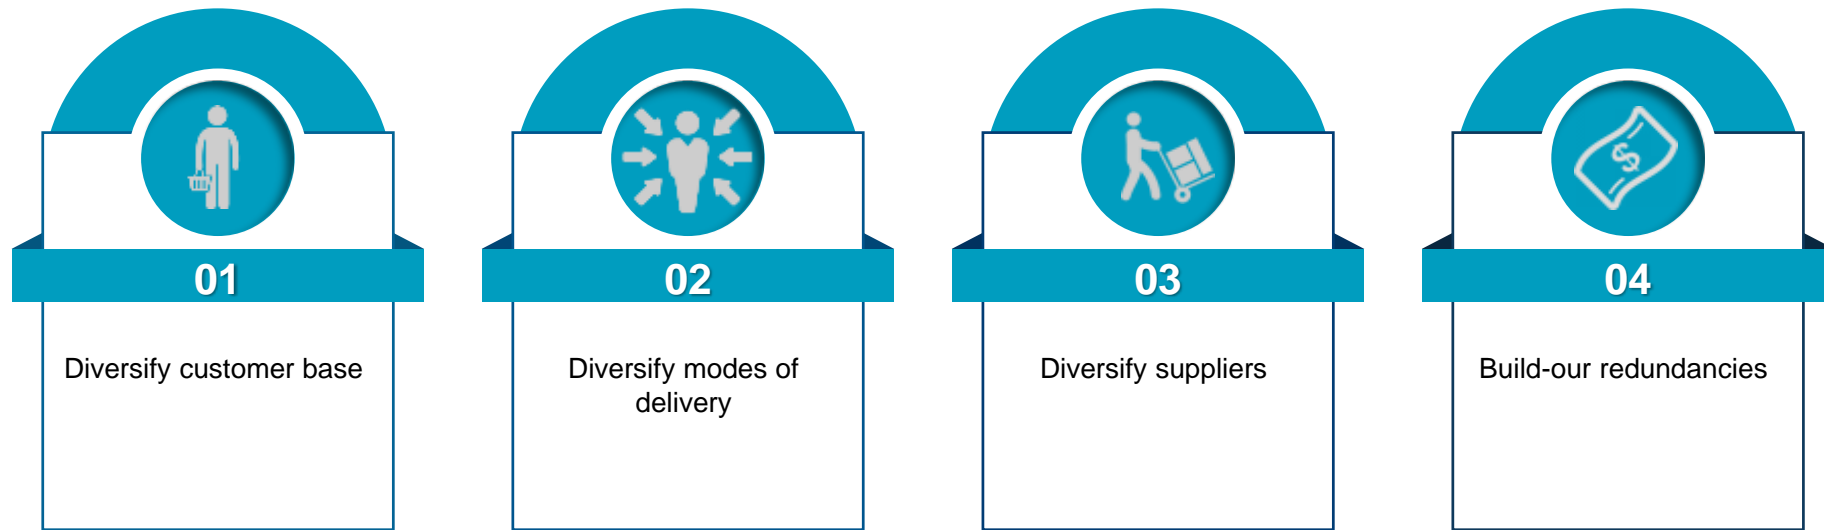 01
Diversify customer base
02
Diversify modes of
delivery
03
Diversify suppliers
04
$
Build-our redundancies